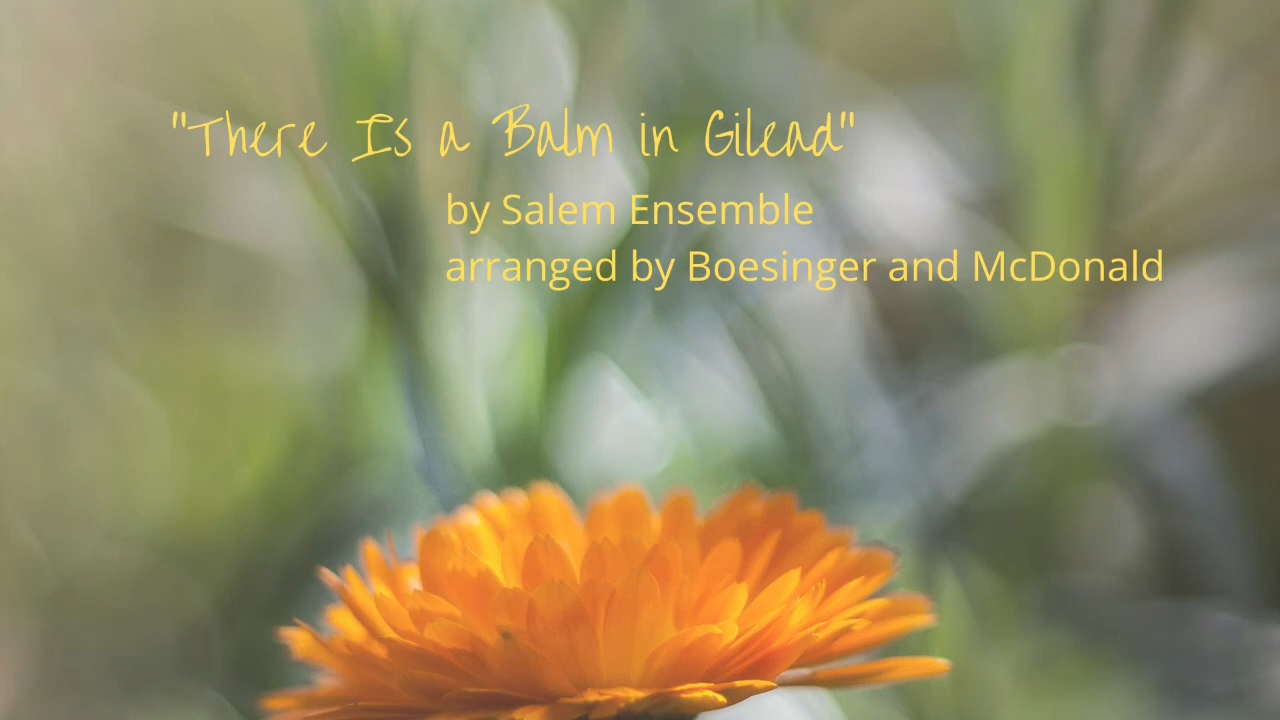 "There Is a Balm in Gilead"
by Salem Ensemble
arranged by Boesinger and McDonald